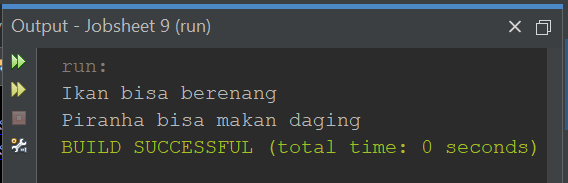 Output - Jobsheet 9 (run)
run:
Ikan bisa berenang
Piranha bisa makan daging
BUILD SUCCESSFUL (total time: 0 seconds)